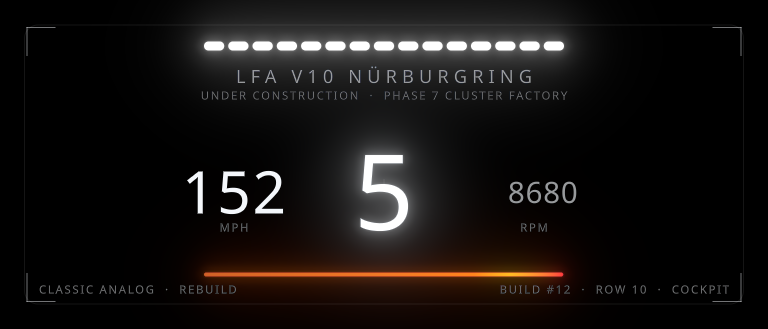 LFA V10 NÜRBURGRING
UNDER CONSTRUCTION · PHASE 7 CLUSTER FACTORY
152 5 8680
MPH RPM
CLASSIC ANALOG · REBUILD BUILD #12 · ROW 10 · COCKPIT